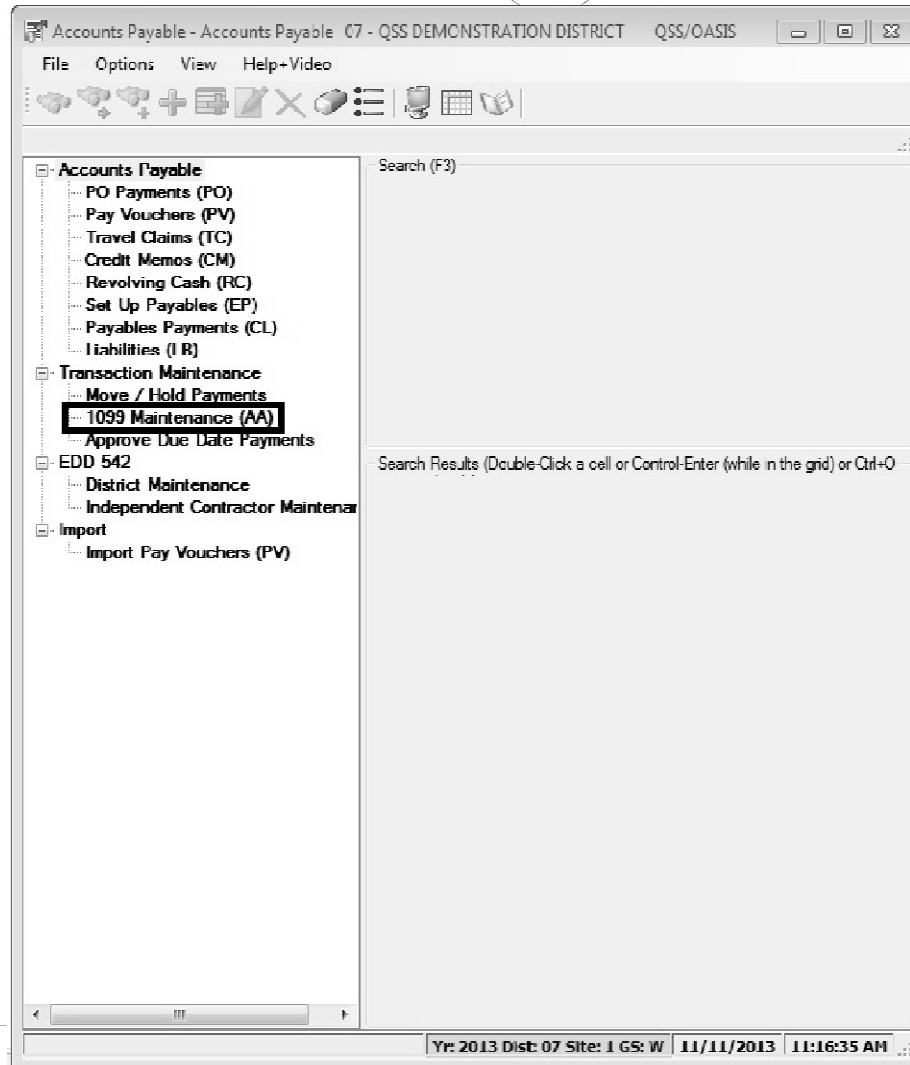 Accounts Payable - Accounts Payable 07 - QSS DEMONSTRATION DISTRICT QSS/OASIS
File Options View Help+Video
Search (F3)
Accounts Payable
PO Payments (PO)
Pay Vouchers (PV)
Travel Claims (TC)
Credit Memos (CM)
Revolving Cash (RC)
Set Up Payables (EP)
Payables Payments (CL)
Liabilities (LB)
Transaction Maintenance
Move / Hold Payments
1099 Maintenance (AA)
Approve Due Date Payments
EDD 542
District Maintenance
Independent Contractor Maintenar
Import
Import Pay Vouchers (PV)
Search Results (Double-Click a cell or Control-Enter (while in the grid) or Ctrl+O
Yr: 2013 Dist: 07 Site: 1 GS: W 11/11/2013 11:16:35 AM